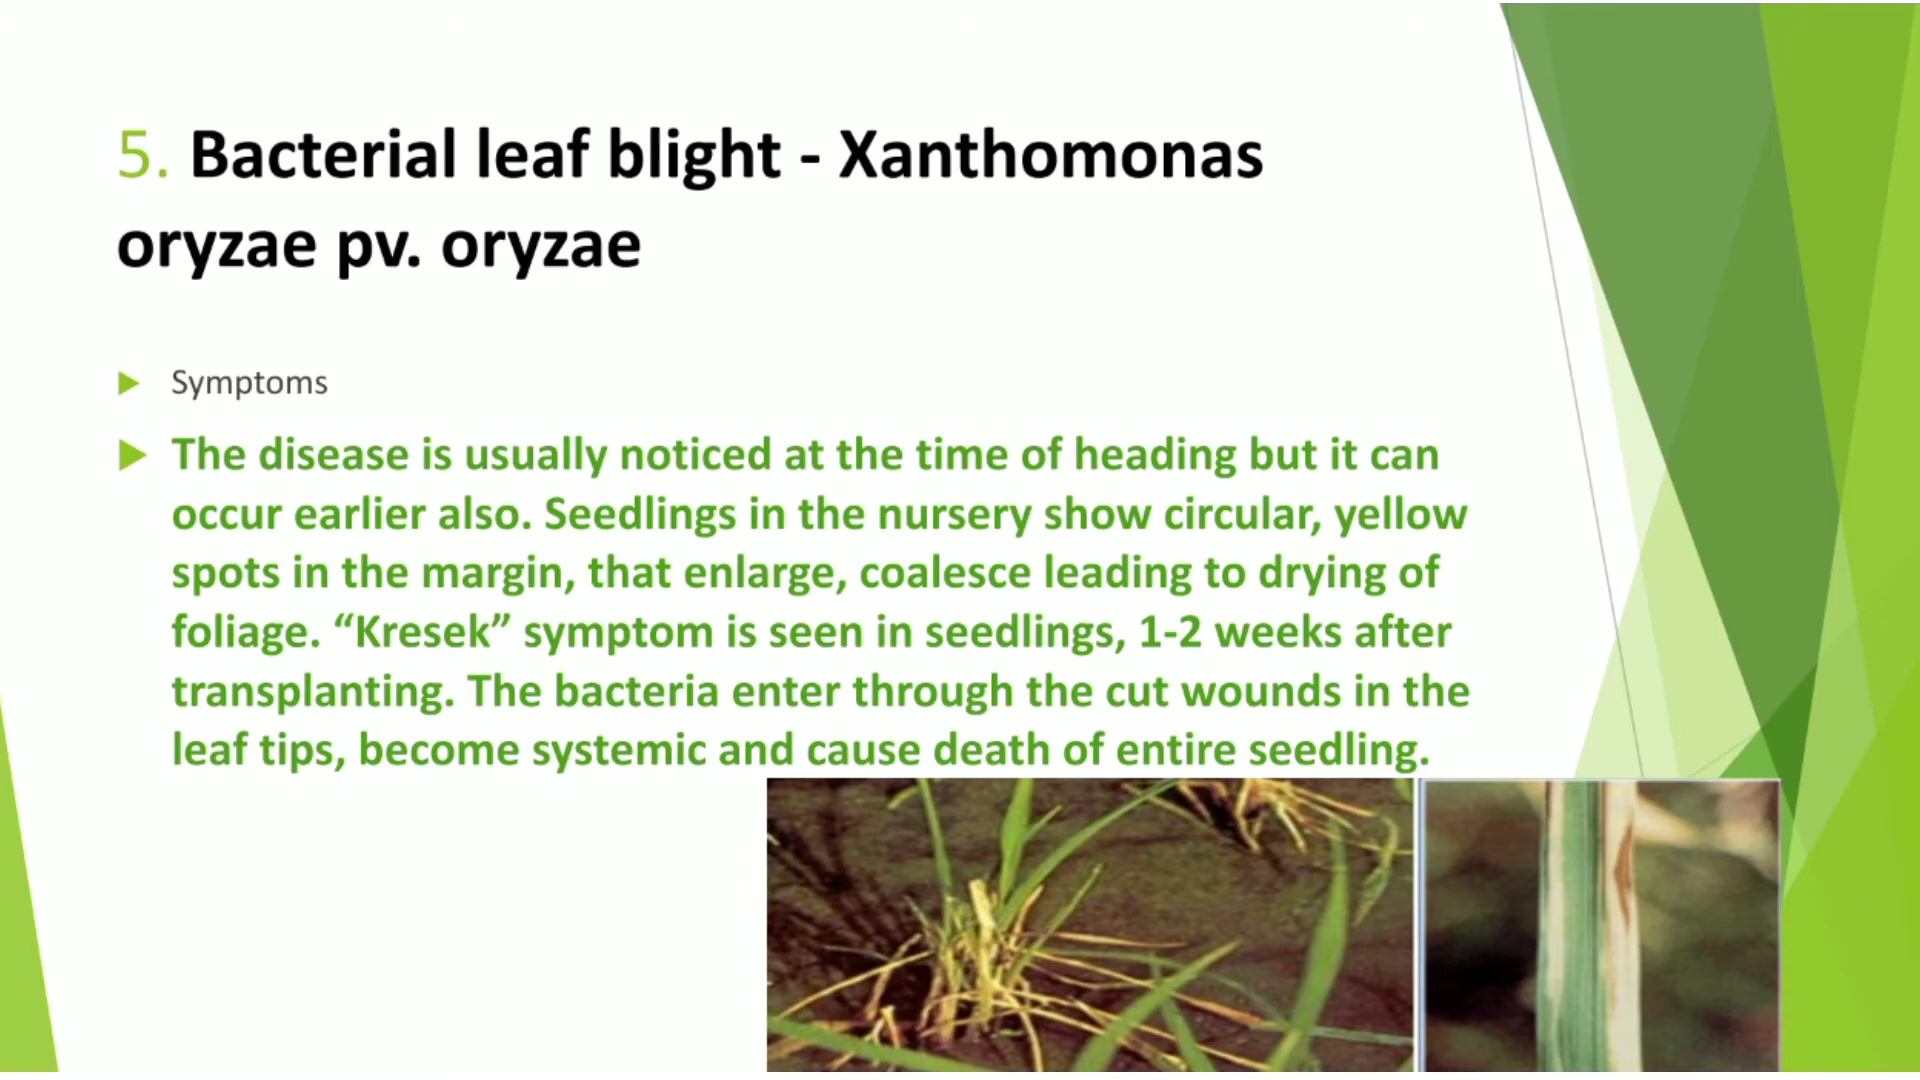 5. Bacterial leaf blight - Xanthomonas
oryzae pv. oryzae
Symptoms
The disease is usually noticed at the time of heading but it can
occur earlier also. Seedlings in the nursery show circular, yellow
spots in the margin, that enlarge, coalesce leading to drying of
foliage. “Kresek” symptom is seen in seedlings, 1-2 weeks after
transplanting. The bacteria enter through the cut wounds in the
leaf tips, become systemic and cause death of entire seedling.